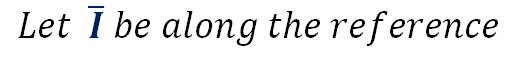 Let I̅ be along the reference